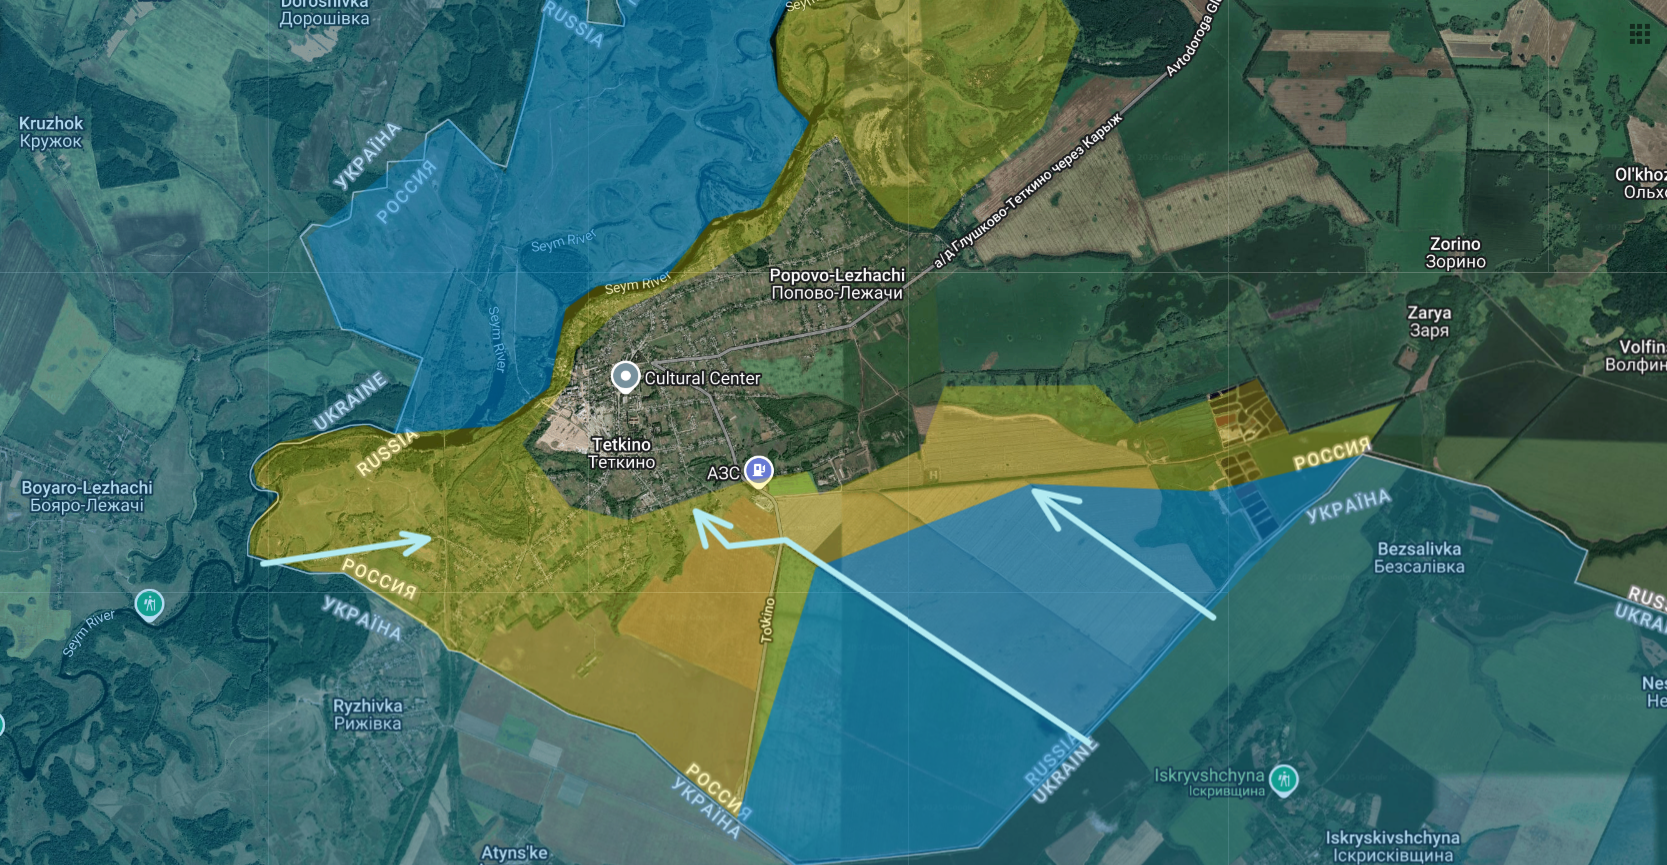 Doroshivka
Дорошівка
RUSSIA
Seym
Avtodoroga Gl
Kruzhok
Кружок
УКРАЇНА
РОССИЯ
а/д Глушково-Теткино через Карыж
Ol'khoz
Ольхо
Seym River
Zorino
Зорино
Popovo-Lezhachi
Попово-Лежачи
Seym River
Seym River
Zarya
Заря
Volfin
Волфин
Cultural Center
UKRAINE
RUSSIA
Tetkino
Теткино
АЗС
РОССИЯ
УКРАЇНА
Boyaro-Lezhachi
Бояро-Лежачі
H
Bezsalivka
Безсалівка
РОССИЯ
УКРАЇНА
Seym River
Totkino
RUS
UKRA
Ryzhivka
Рижівка
Nes
Не
RUSSIA
UKRAINE
РОССИЯ
УКРАЇНА
Iskryvshchyna
Іскривщина
Iskryskivshchyna
Іскрисківщина
Atyns'ke